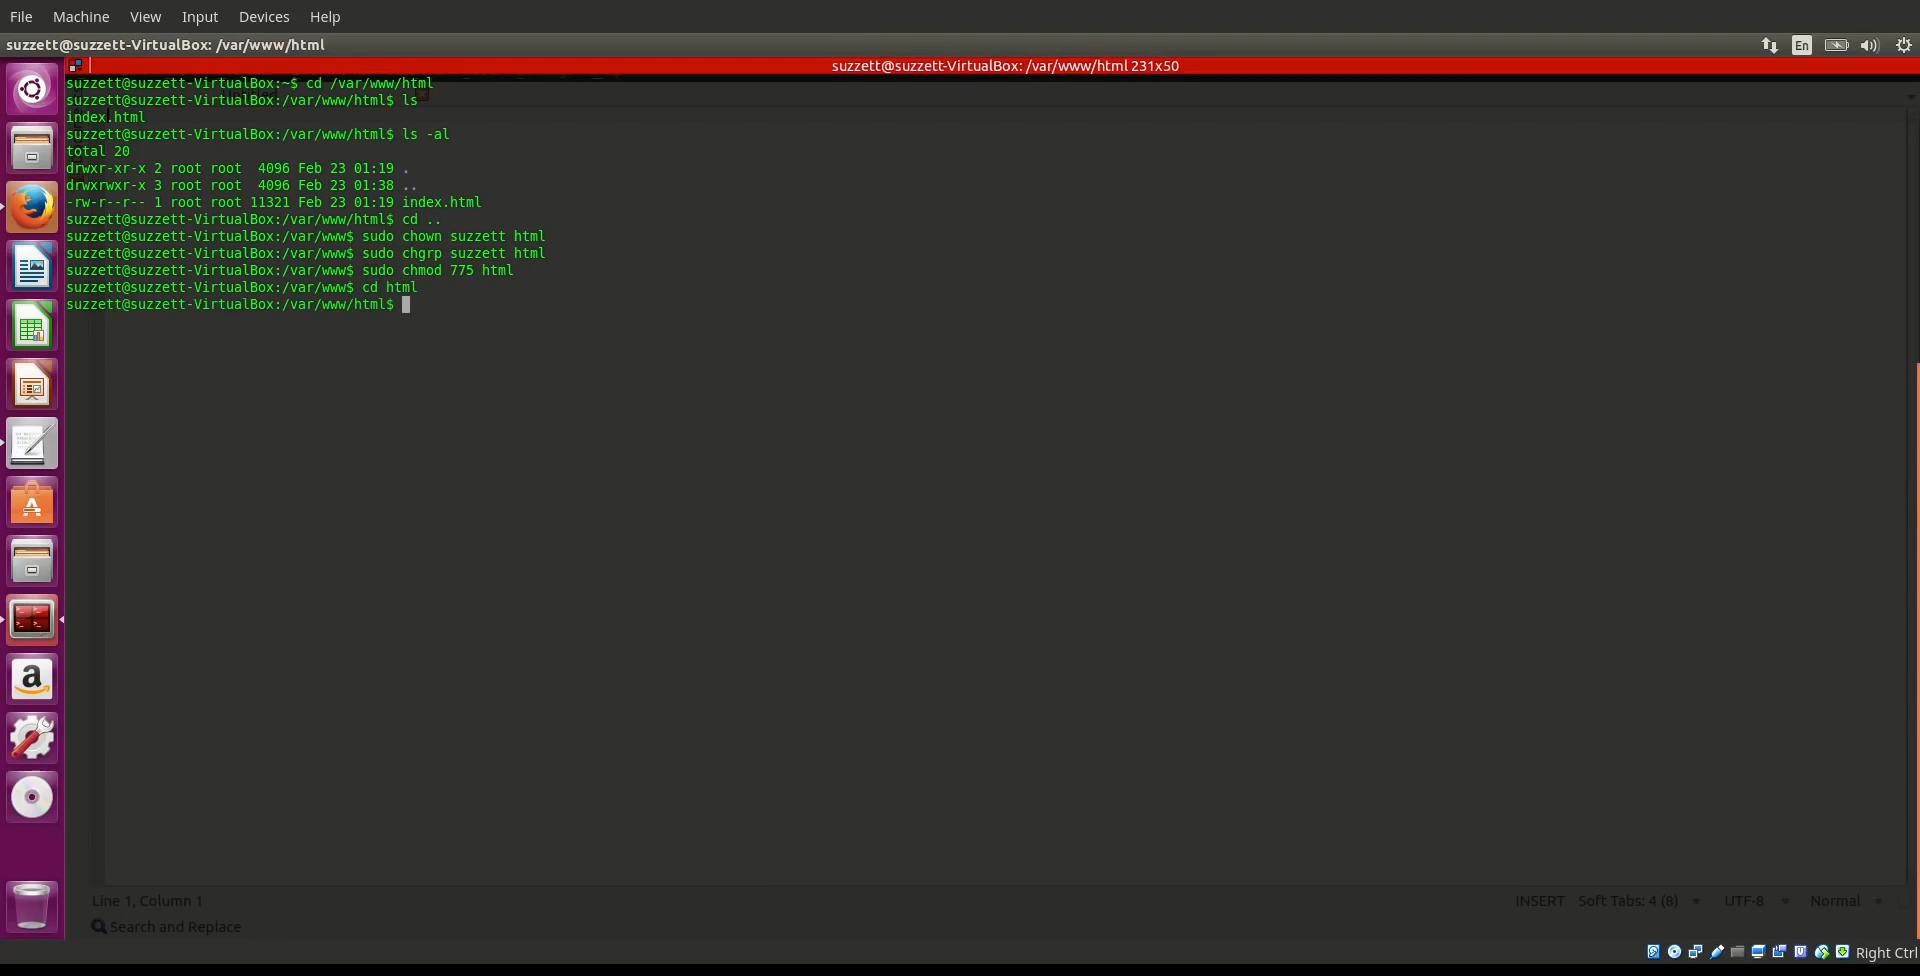 File Machine View Input Devices Help
suzzett@suzzett-VirtualBox: /var/www/html
En
suzzett@suzzett-VirtualBox: /var/www/html 231x50
suzzett@suzzett-VirtualBox:~$ cd /var/www/html
suzzett@suzzett-VirtualBox:/var/www/html$ ls
index.html
suzzett@suzzett-VirtualBox:/var/www/html$ ls -al
total 20
drwxr-xr-x 2 root root  4096 Feb 23 01:19 .
drwxrwxr-x 3 root root  4096 Feb 23 01:38 ..
-rw-r--r-- 1 root root 11321 Feb 23 01:19 index.html
suzzett@suzzett-VirtualBox:/var/www/html$ cd ..
suzzett@suzzett-VirtualBox:/var/www$ sudo chown suzzett html
suzzett@suzzett-VirtualBox:/var/www$ sudo chgrp suzzett html
suzzett@suzzett-VirtualBox:/var/www$ sudo chmod 775 html
suzzett@suzzett-VirtualBox:/var/www$ cd html
suzzett@suzzett-VirtualBox:/var/www/html$
Line 1, Column 1 INSERT Soft Tabs: 4 (8) UTF-8 Normal
Search and Replace
Right Ctrl